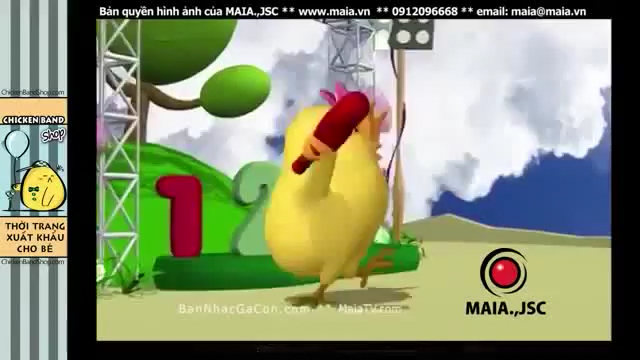 Bản quyền hình ảnh của MAIA.,JSC ** www.maia.vn ** 0912096668 ** email: maia@maia.vn
ChickenBandShop.com
CHICKEN BAND
Shop
THỜI TRANG
XUẤT KHẨU
CHO BÉ
ChickenBandShop.com
1 2
MAIA.,JSC
BanNhacGaCon.com ** MaiaTV.com